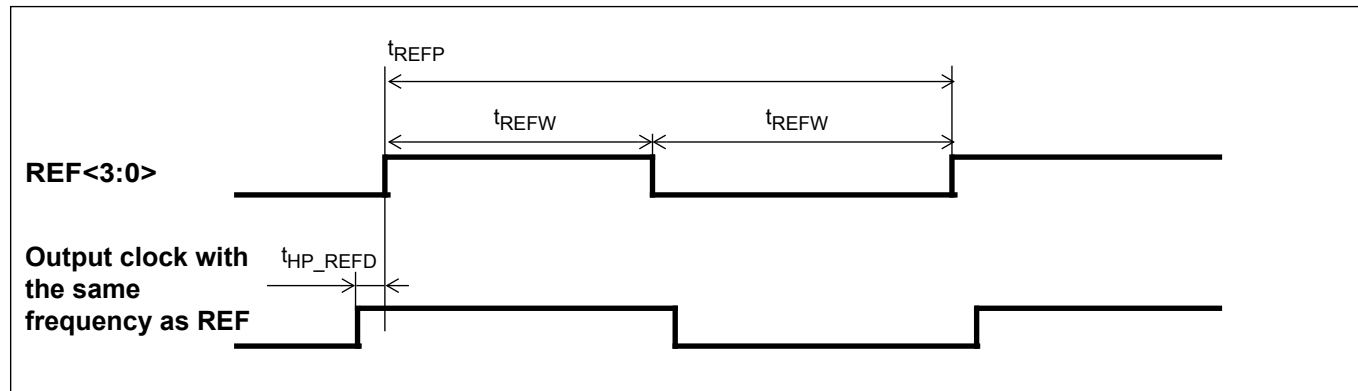 tREFP
tREFW
tREFW
REF<3:0>
Output clock with
the same
frequency as REF
tHP_REFD